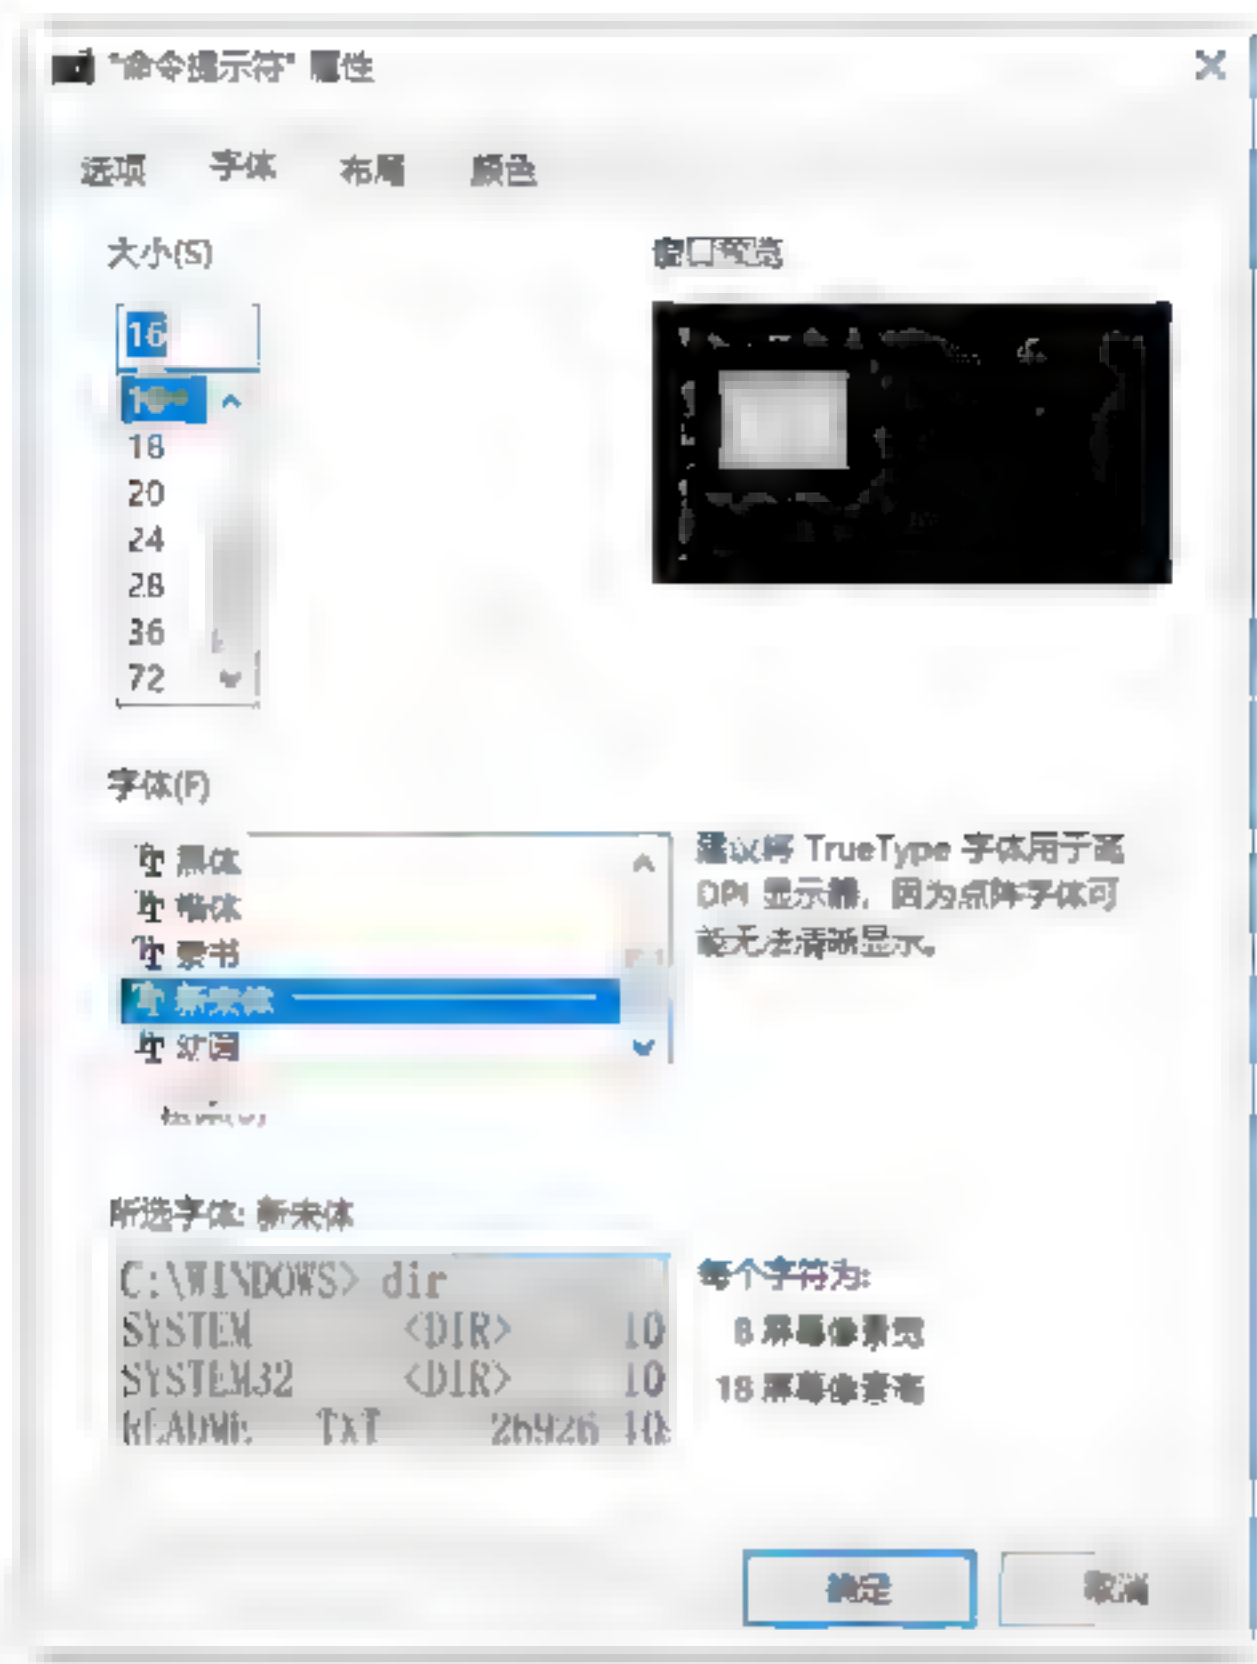 "命令提示符" 属性
选项 字体 布局 颜色
大小(S)
窗口预览
16
16
18
20
24
28
36
72
字体(F)
黑体
楷体
隶书
新宋体
幼圆
建议将 TrueType 字体用于高
DPI 显示器，因为点阵字体可
能无法清晰显示。
所选字体: 新宋体
C:\WINDOWS> dir
SYSTEM <DIR> 10
SYSTEM32 <DIR> 10
README TXT 26926 10
每个字符为:
8 屏幕像素宽
18 屏幕像素高
确定
取消